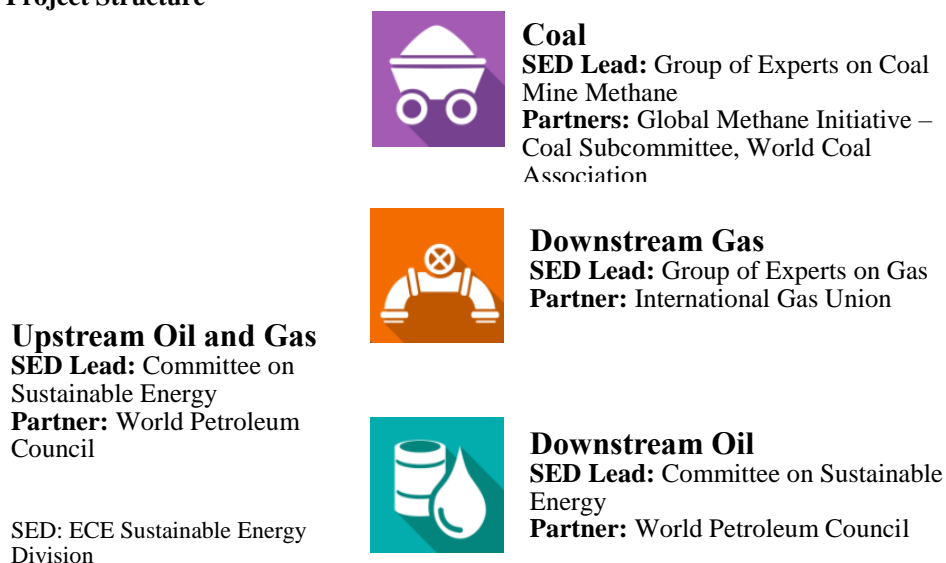 Project Structure
Coal
SED Lead: Group of Experts on Coal
Mine Methane
Partners: Global Methane Initiative –
Coal Subcommittee, World Coal
Association
Downstream Gas
SED Lead: Group of Experts on Gas
Partner: International Gas Union
Upstream Oil and Gas
SED Lead: Committee on
Sustainable Energy
Partner: World Petroleum
Council
Downstream Oil
SED Lead: Committee on Sustainable
Energy
Partner: World Petroleum Council
SED: ECE Sustainable Energy
Division